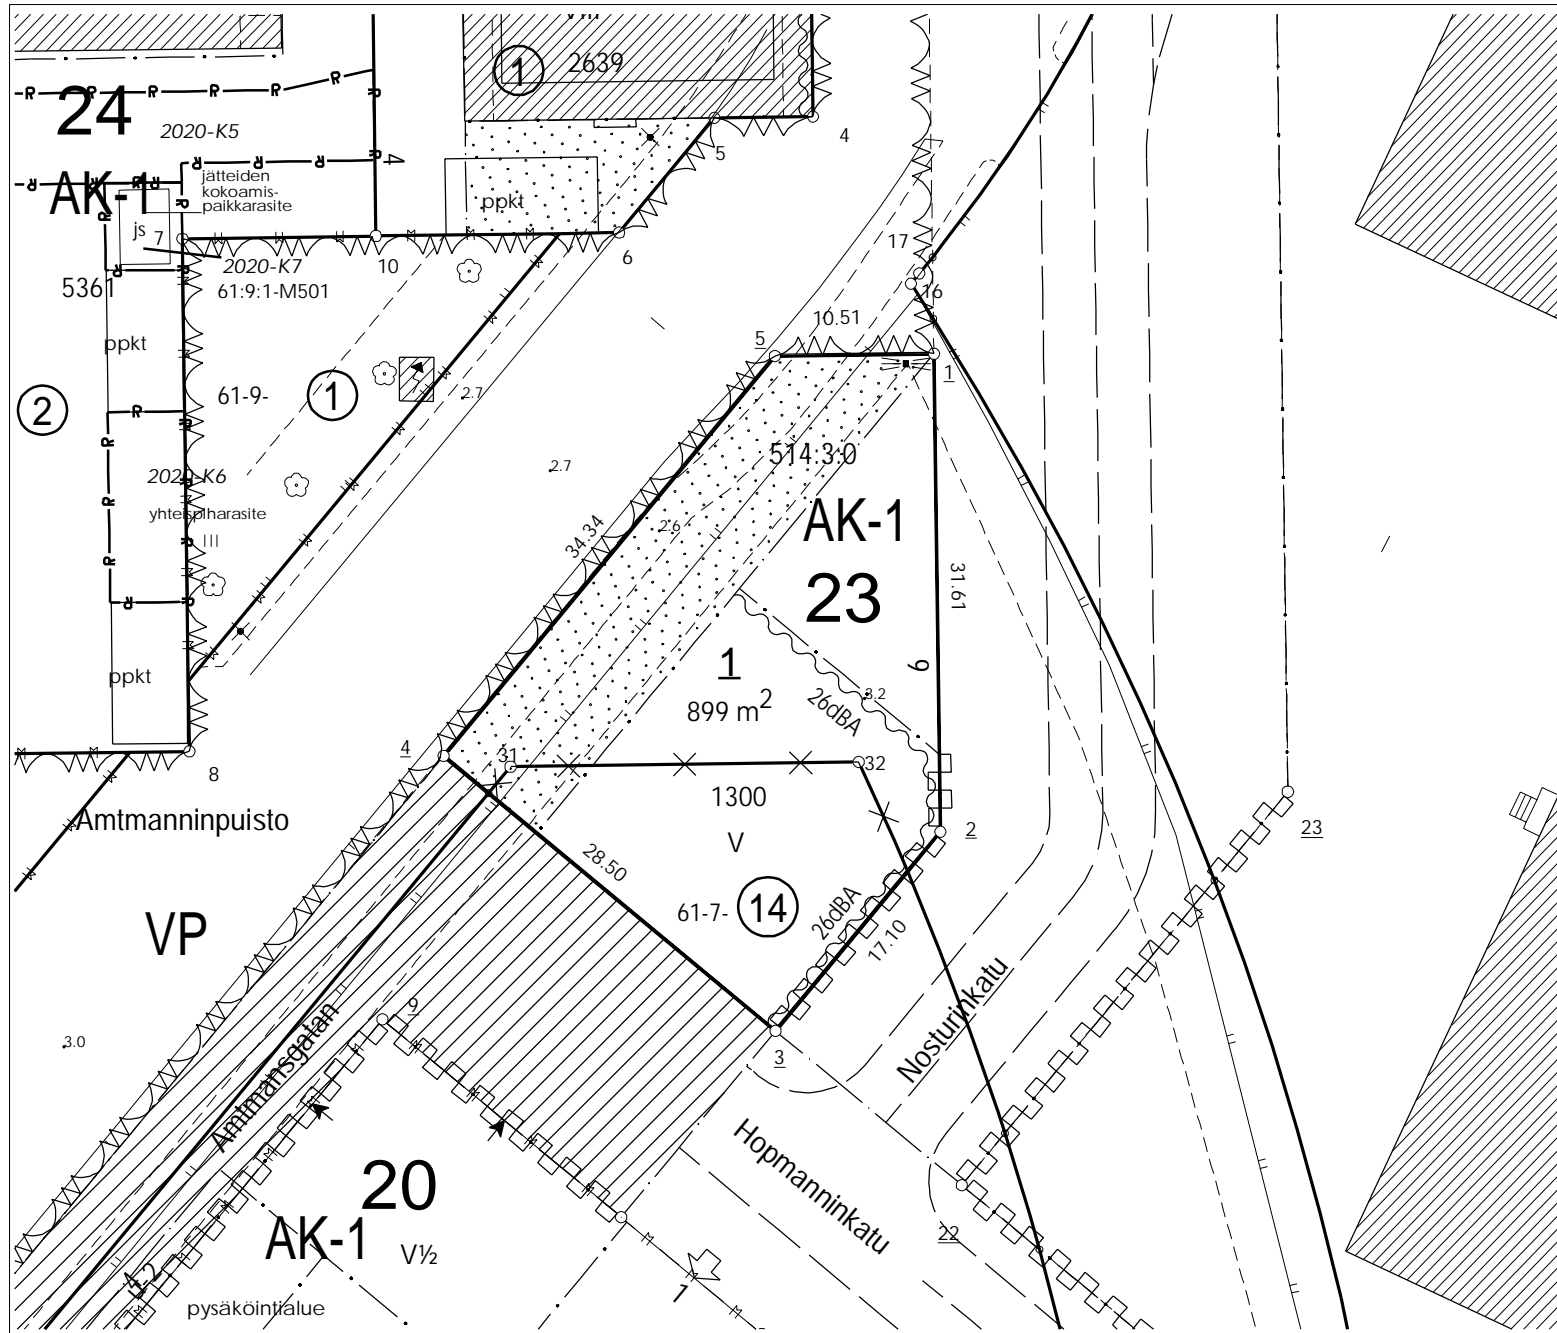 1
2639
24
2020-K5
4
5
4
AK-1
jätteiden
kokoamis-
paikkarasite
ppkt
js
7
10
6
17
2020-K7
61:9:1-M501
5361
16
10.51
5
1
ppkt
2
61-9-
1
2.7
2.7
514:3:0
2020-K6
yhteispiharasite
III
34.34
2.6
AK-1
23
31.61
1
9
899 m²
26dBA
3.2
ppkt
4
31
32
8
1300
Amtmanninpuisto
V
2
23
28.50
VP
61-7-
14
26dBA
17.10
9
3.0
Amtmansgatan
3
Nosturinkatu
20
Hopmanninkatu
AK-1
V½
22
4-2
1
pysäköintialue